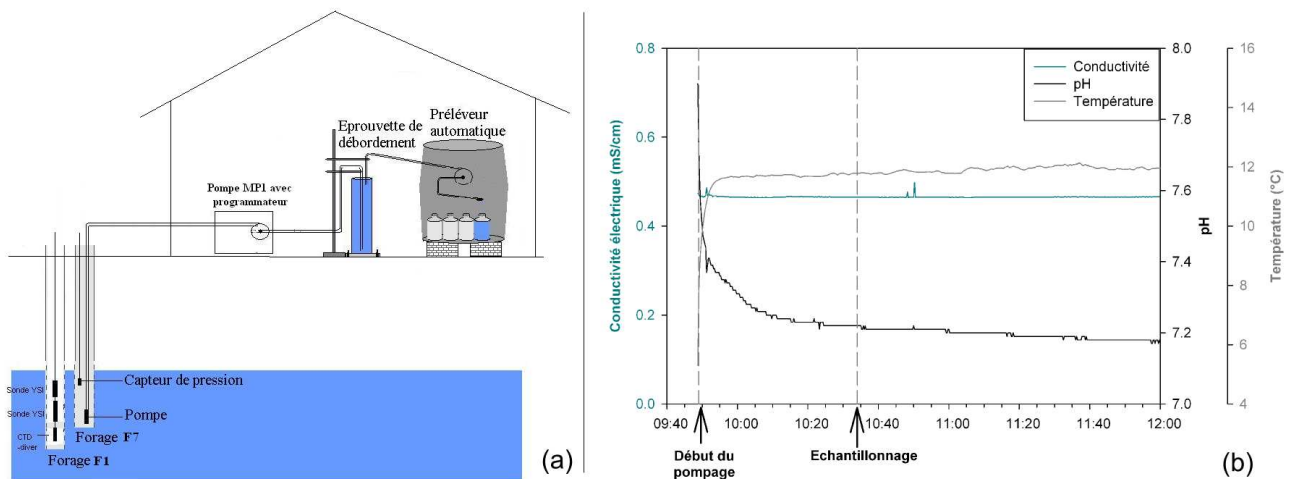 Préléveur
automatique
Eprouvette de
débordement
Pompe MP1 avec
programmateur
Capteur de pression
Sonde YSI
Sonde YSI
Pompe
CTD
-diver
Forage F7
Forage F1
(a)
0.8
0.6
0.4
0.2
0.0
Conductivité électrique (mS/cm)
Conductivité
pH
Température
8.0
7.8
7.6
7.4
7.2
7.0
pH
16
14
12
10
8
6
4
Température (°C)
09:40
10:00
10:20
10:40
11:00
11:20
11:40
12:00
Début du
pompage
Echantillonnage
(b)